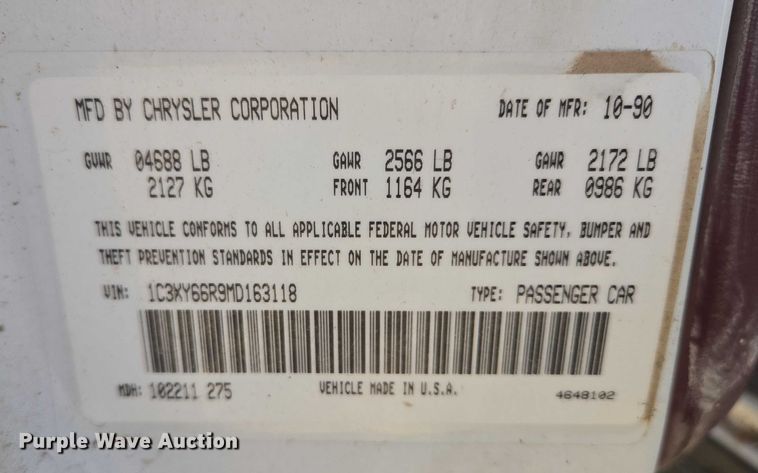 MFD BY CHRYSLER CORPORATION DATE OF MFR: 10-90
GVWR 04688 LB GAWR 2566 LB GAWR 2172 LB
2127 KG FRONT 1164 KG REAR 0986 KG
THIS VEHICLE CONFORMS TO ALL APPLICABLE FEDERAL MOTOR VEHICLE SAFETY, BUMPER AND
THEFT PREVENTION STANDARDS IN EFFECT ON THE DATE OF MANUFACTURE SHOWN ABOVE.
VIN: 1C3XY66R9MD163118 TYPE: PASSENGER CAR
MDH: 102211 275 VEHICLE MADE IN U.S.A. 4648102
Purple Wave Auction